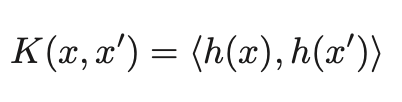 K(x, x′) = ⟨h(x), h(x′)⟩